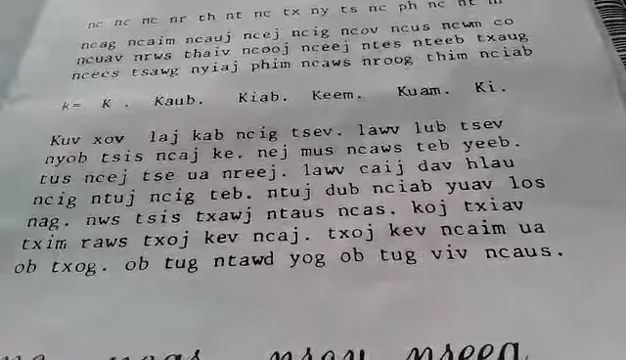 nc nc nc nr th nt nc tx ny ts nc ph nc nt
ncag ncaim ncauj ncej ncig ncov ncus ncwm co
ncuav nrws thaiv ncooj nceej ntes nteeb txaug
ncees tsawg nyiaj phim ncaws nroog thim nciab
k= K . Kaub. Kiab. Keem. Kuam. Ki.
Kuv xov laj kab ncig tsev. lawv lub tsev
nyob tsis ncaj ke. nej mus ncaws teb yeeb.
tus ncej tse ua nreej. lawv caij dav hlau
ncig ntuj ncig teb. ntuj dub nciab yuav los
nag. nws tsis txawj ntaus ncas. koj txiav
txim raws txoj kev ncaj. txoj kev ncaim ua
ob txog. ob tug ntawd yog ob tug viv ncaus.